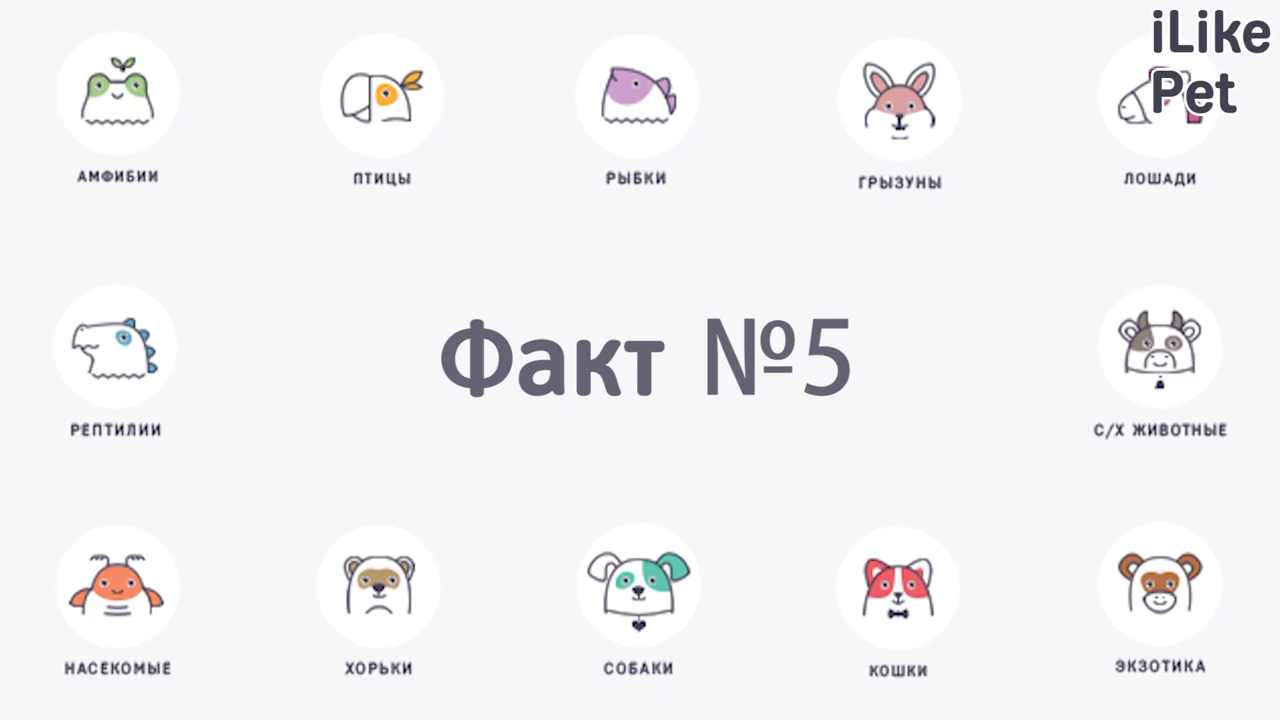 iLike
Pet
АМФИБИИ
ПТИЦЫ
РЫБКИ
ГРЫЗУНЫ
ЛОШАДИ
Факт №5
РЕПТИЛИИ
С/Х ЖИВОТНЫЕ
НАСЕКОМЫЕ
ХОРЬКИ
СОБАКИ
КОШКИ
ЭКЗОТИКА